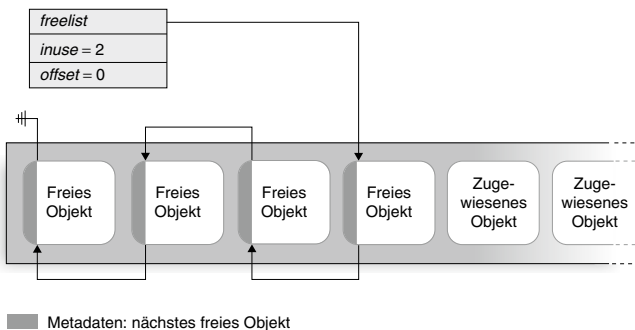 freelist
inuse = 2
offset = 0
Freies
Objekt
Freies
Objekt
Freies
Objekt
Freies
Objekt
Zuge-
wiesenes
Objekt
Zuge-
wiesenes
Objekt
Metadaten: nächstes freies Objekt